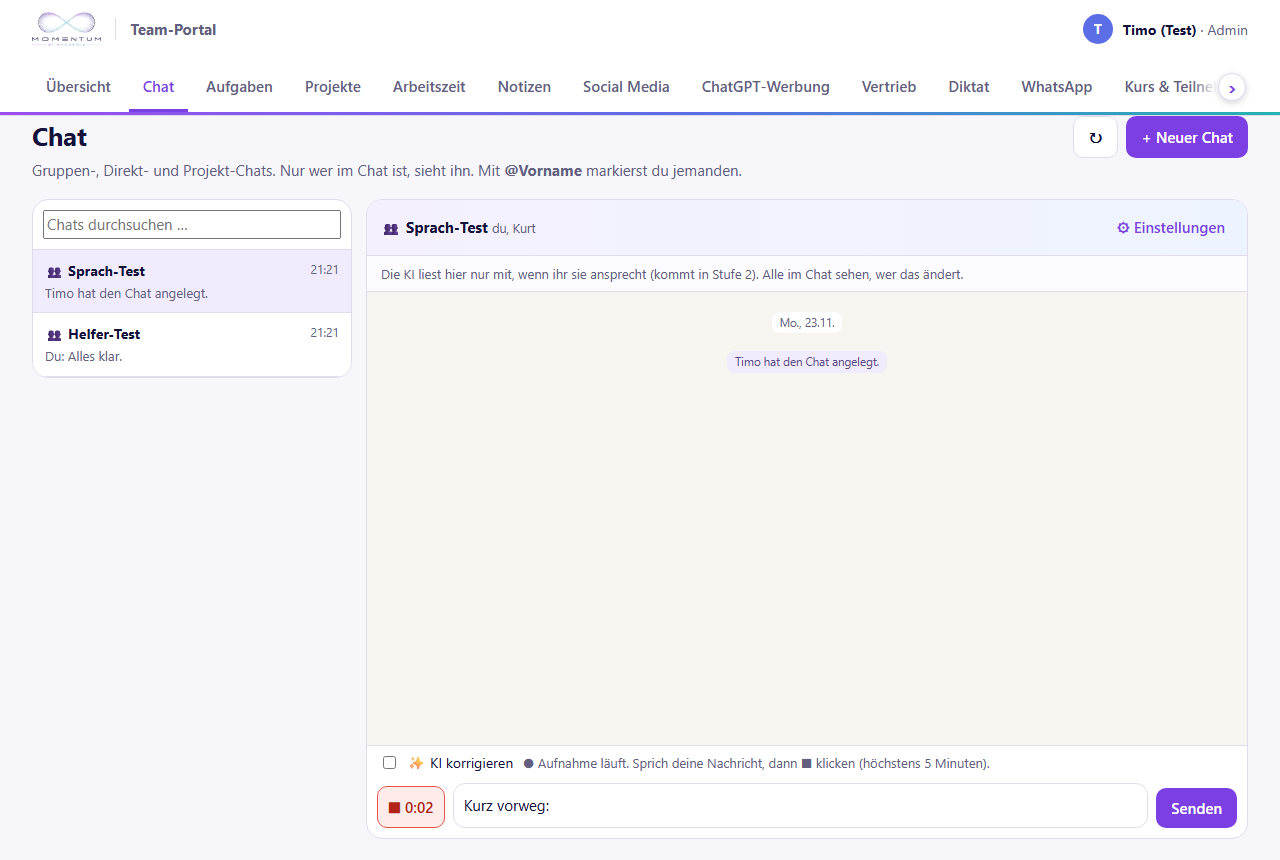 MOMENTUM
Team-Portal
T
Timo (Test) · Admin
Übersicht
Chat
Aufgaben
Projekte
Arbeitszeit
Notizen
Social Media
ChatGPT-Werbung
Vertrieb
Diktat
WhatsApp
Kurs & Teilne
›
Chat
↻
+ Neuer Chat
Gruppen-, Direkt- und Projekt-Chats. Nur wer im Chat ist, sieht ihn. Mit @Vorname markierst du jemanden.
Chats durchsuchen ...
Sprach-Test 21:21
Timo hat den Chat angelegt.
Helfer-Test 21:21
Du: Alles klar.
Sprach-Test du, Kurt
⚙ Einstellungen
Die KI liest hier nur mit, wenn ihr sie ansprecht (kommt in Stufe 2). Alle im Chat sehen, wer das ändert.
Mo., 23.11.
Timo hat den Chat angelegt.
✨ KI korrigieren ● Aufnahme läuft. Sprich deine Nachricht, dann ■ klicken (höchstens 5 Minuten).
■ 0:02
Kurz vorweg:
Senden